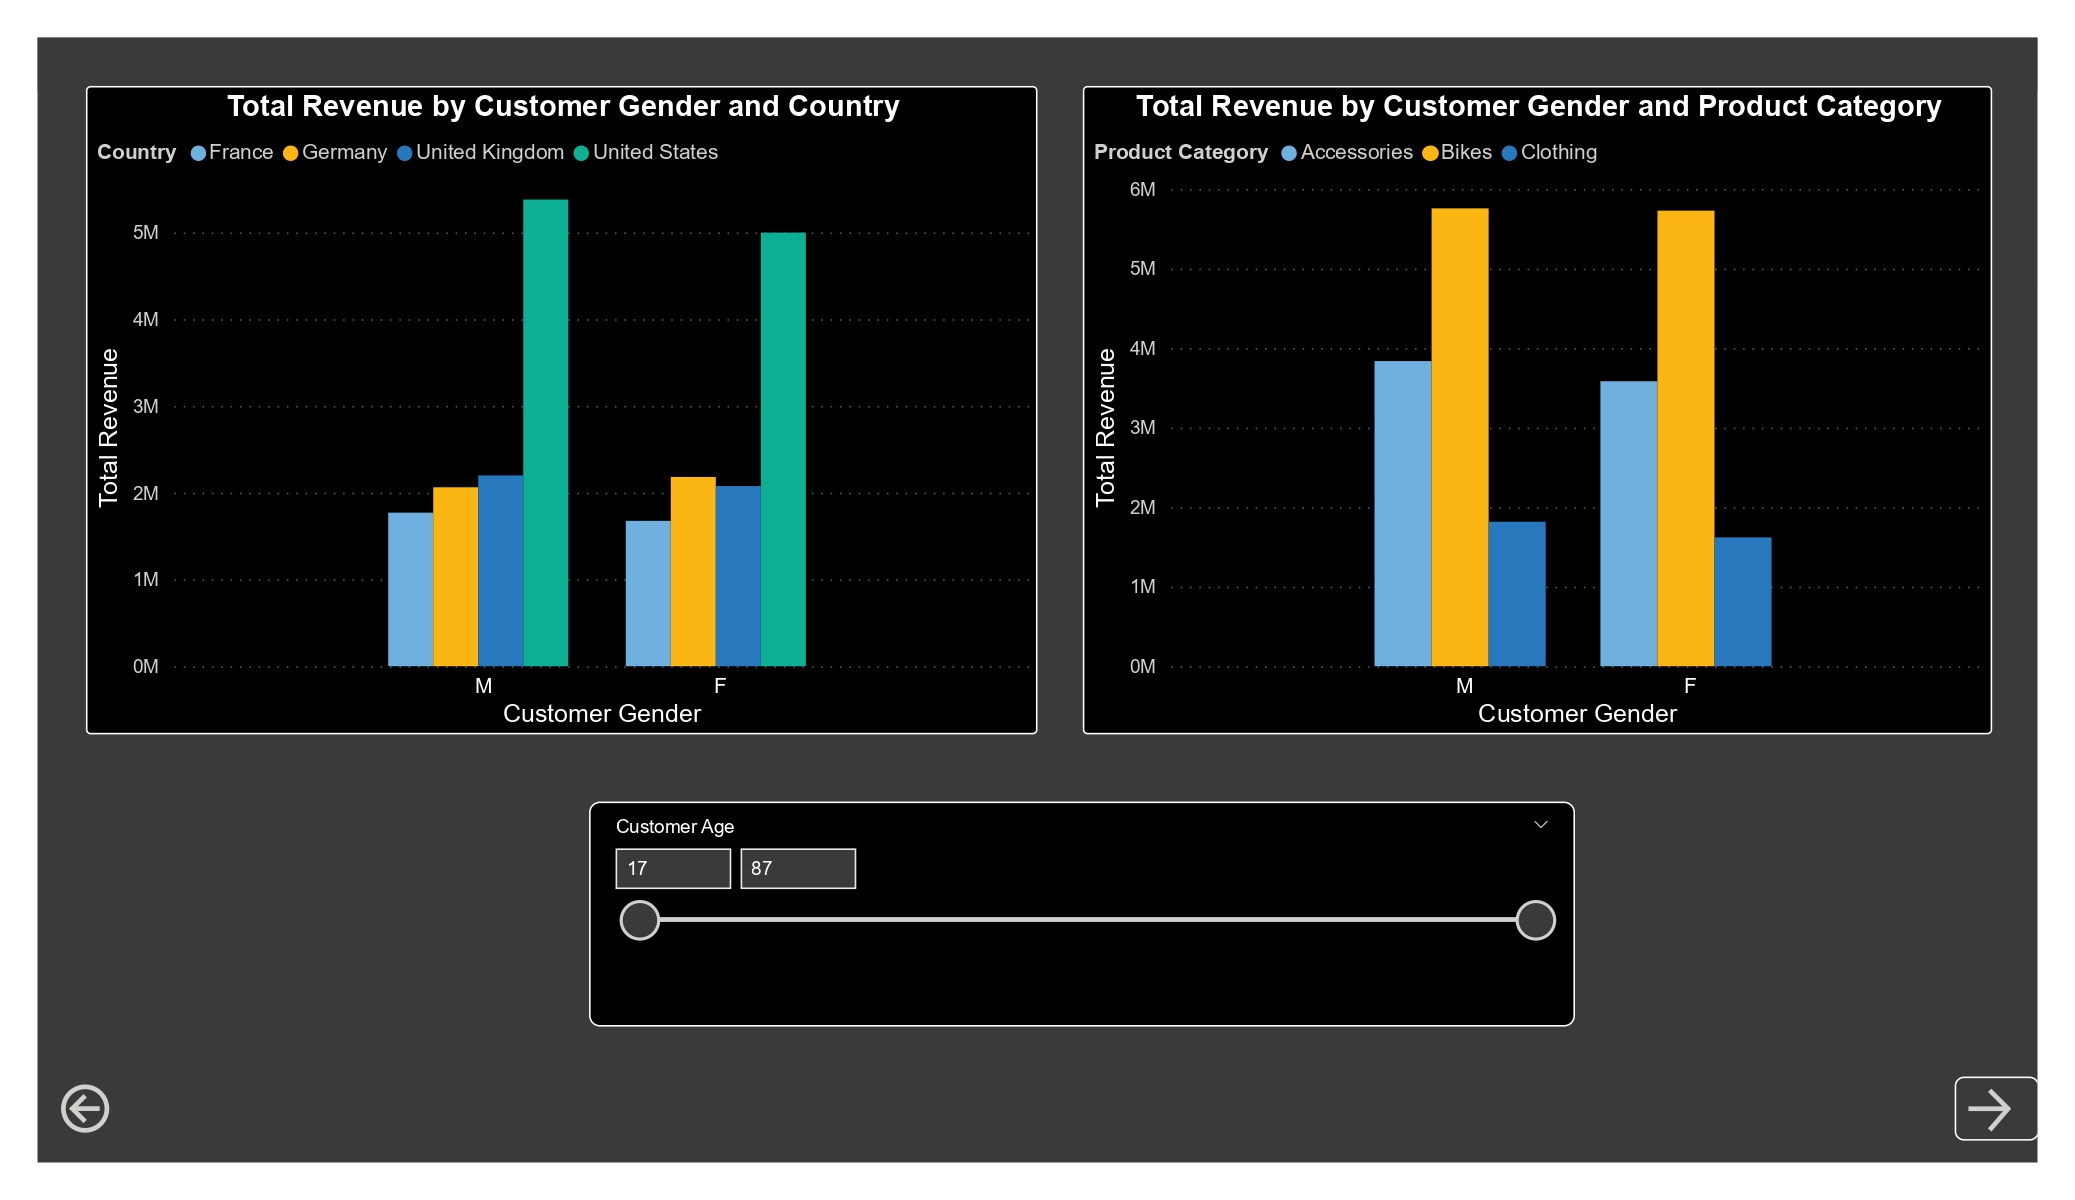 Total Revenue by Customer Gender and Country
Country France Germany United Kingdom United States
5M
4M
3M
2M
1M
0M
Total Revenue
M F
Customer Gender
Total Revenue by Customer Gender and Product Category
Product Category Accessories Bikes Clothing
6M
5M
4M
3M
2M
1M
0M
Total Revenue
M F
Customer Gender
Customer Age
17 87